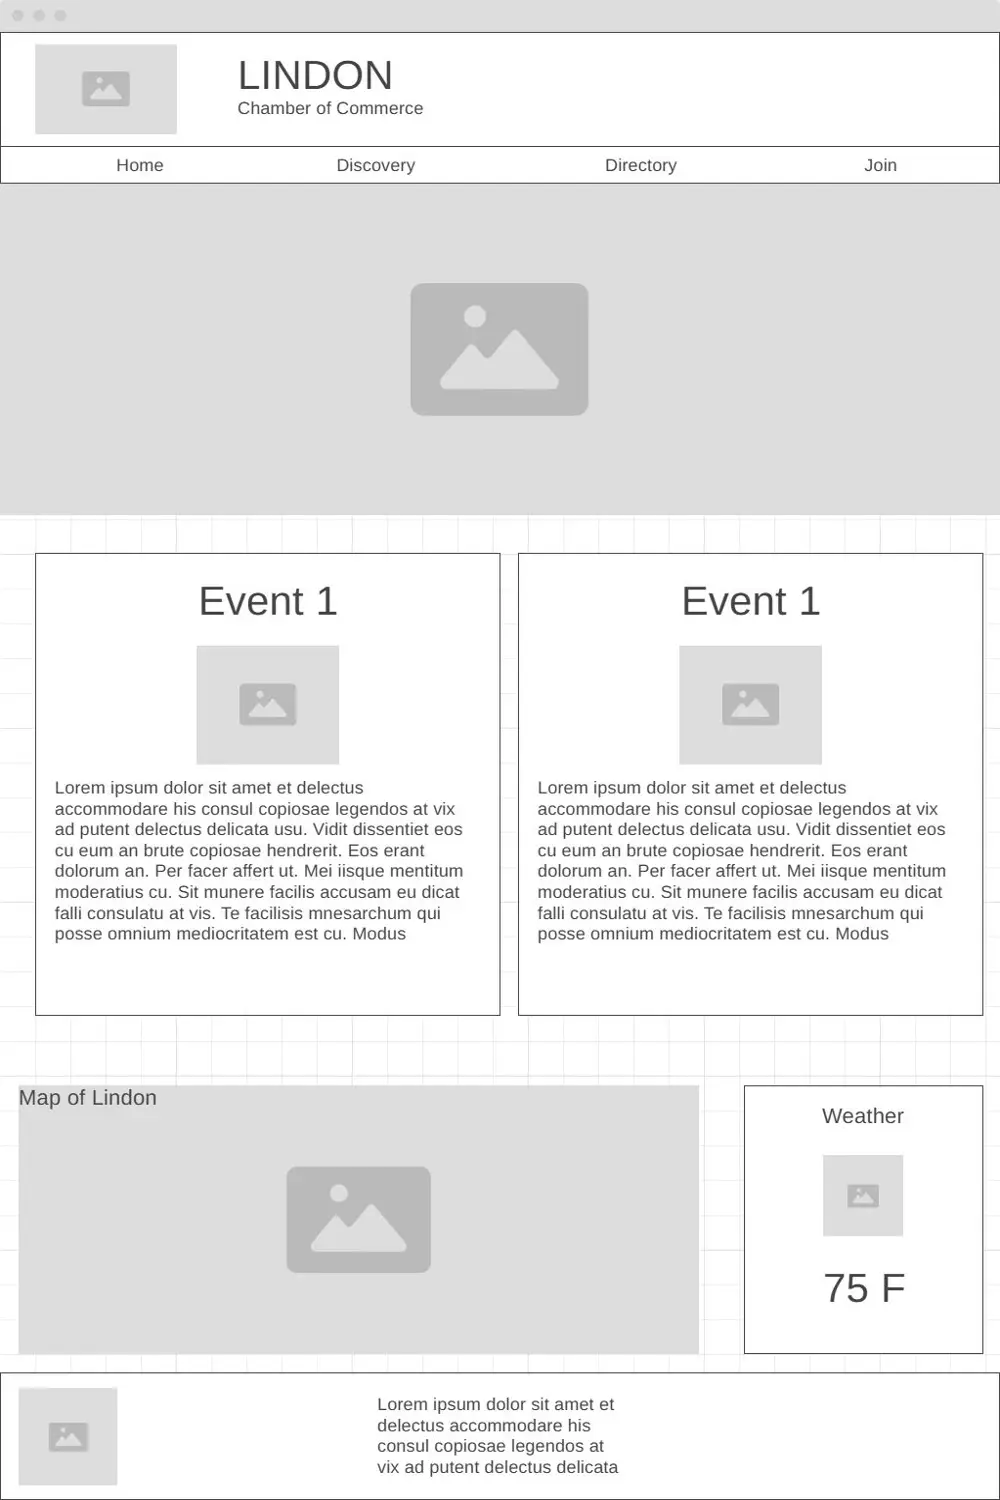 LINDON
Chamber of Commerce
Home Discovery Directory Join
Event 1
Lorem ipsum dolor sit amet et delectus
accommodare his consul copiosae legendos at vix
ad putent delectus delicata usu. Vidit dissentiet eos
cu eum an brute copiosae hendrerit. Eos erant
dolorum an. Per facer affert ut. Mei iisque mentitum
moderatius cu. Sit munere facilis accusam eu dicat
falli consulatu at vis. Te facilisis mnesarchum qui
posse omnium mediocritatem est cu. Modus
Event 1
Lorem ipsum dolor sit amet et delectus
accommodare his consul copiosae legendos at vix
ad putent delectus delicata usu. Vidit dissentiet eos
cu eum an brute copiosae hendrerit. Eos erant
dolorum an. Per facer affert ut. Mei iisque mentitum
moderatius cu. Sit munere facilis accusam eu dicat
falli consulatu at vis. Te facilisis mnesarchum qui
posse omnium mediocritatem est cu. Modus
Map of Lindon
Weather
75 F
Lorem ipsum dolor sit amet et
delectus accommodare his
consul copiosae legendos at
vix ad putent delectus delicata